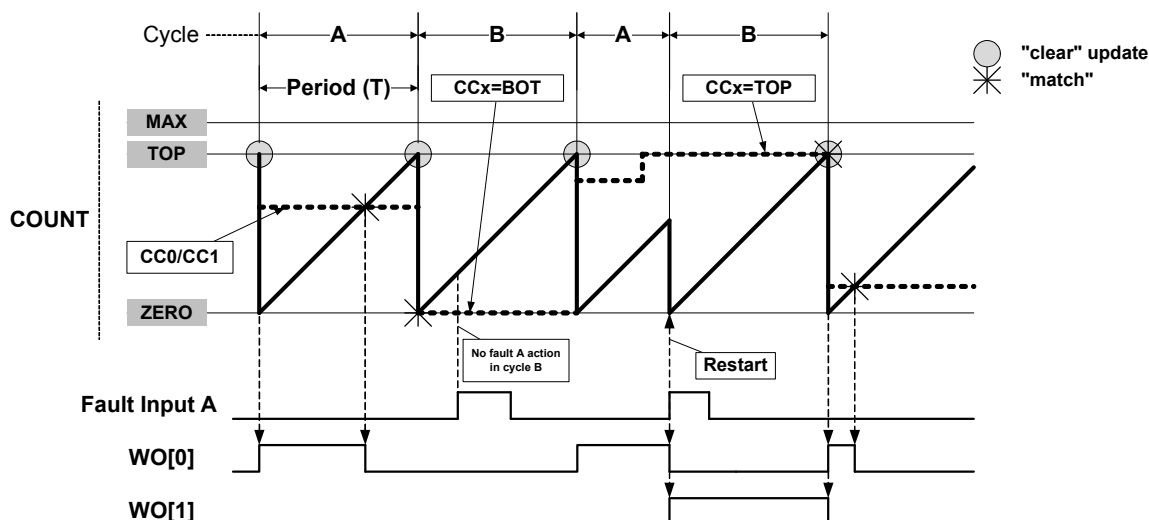 Cycle
A
B
A
B
"clear" update
"match"
Period (T)
CCx=BOT
CCx=TOP
MAX
TOP
COUNT
CC0/CC1
ZERO
No fault A action
in cycle B
Restart
Fault Input A
WO[0]
WO[1]